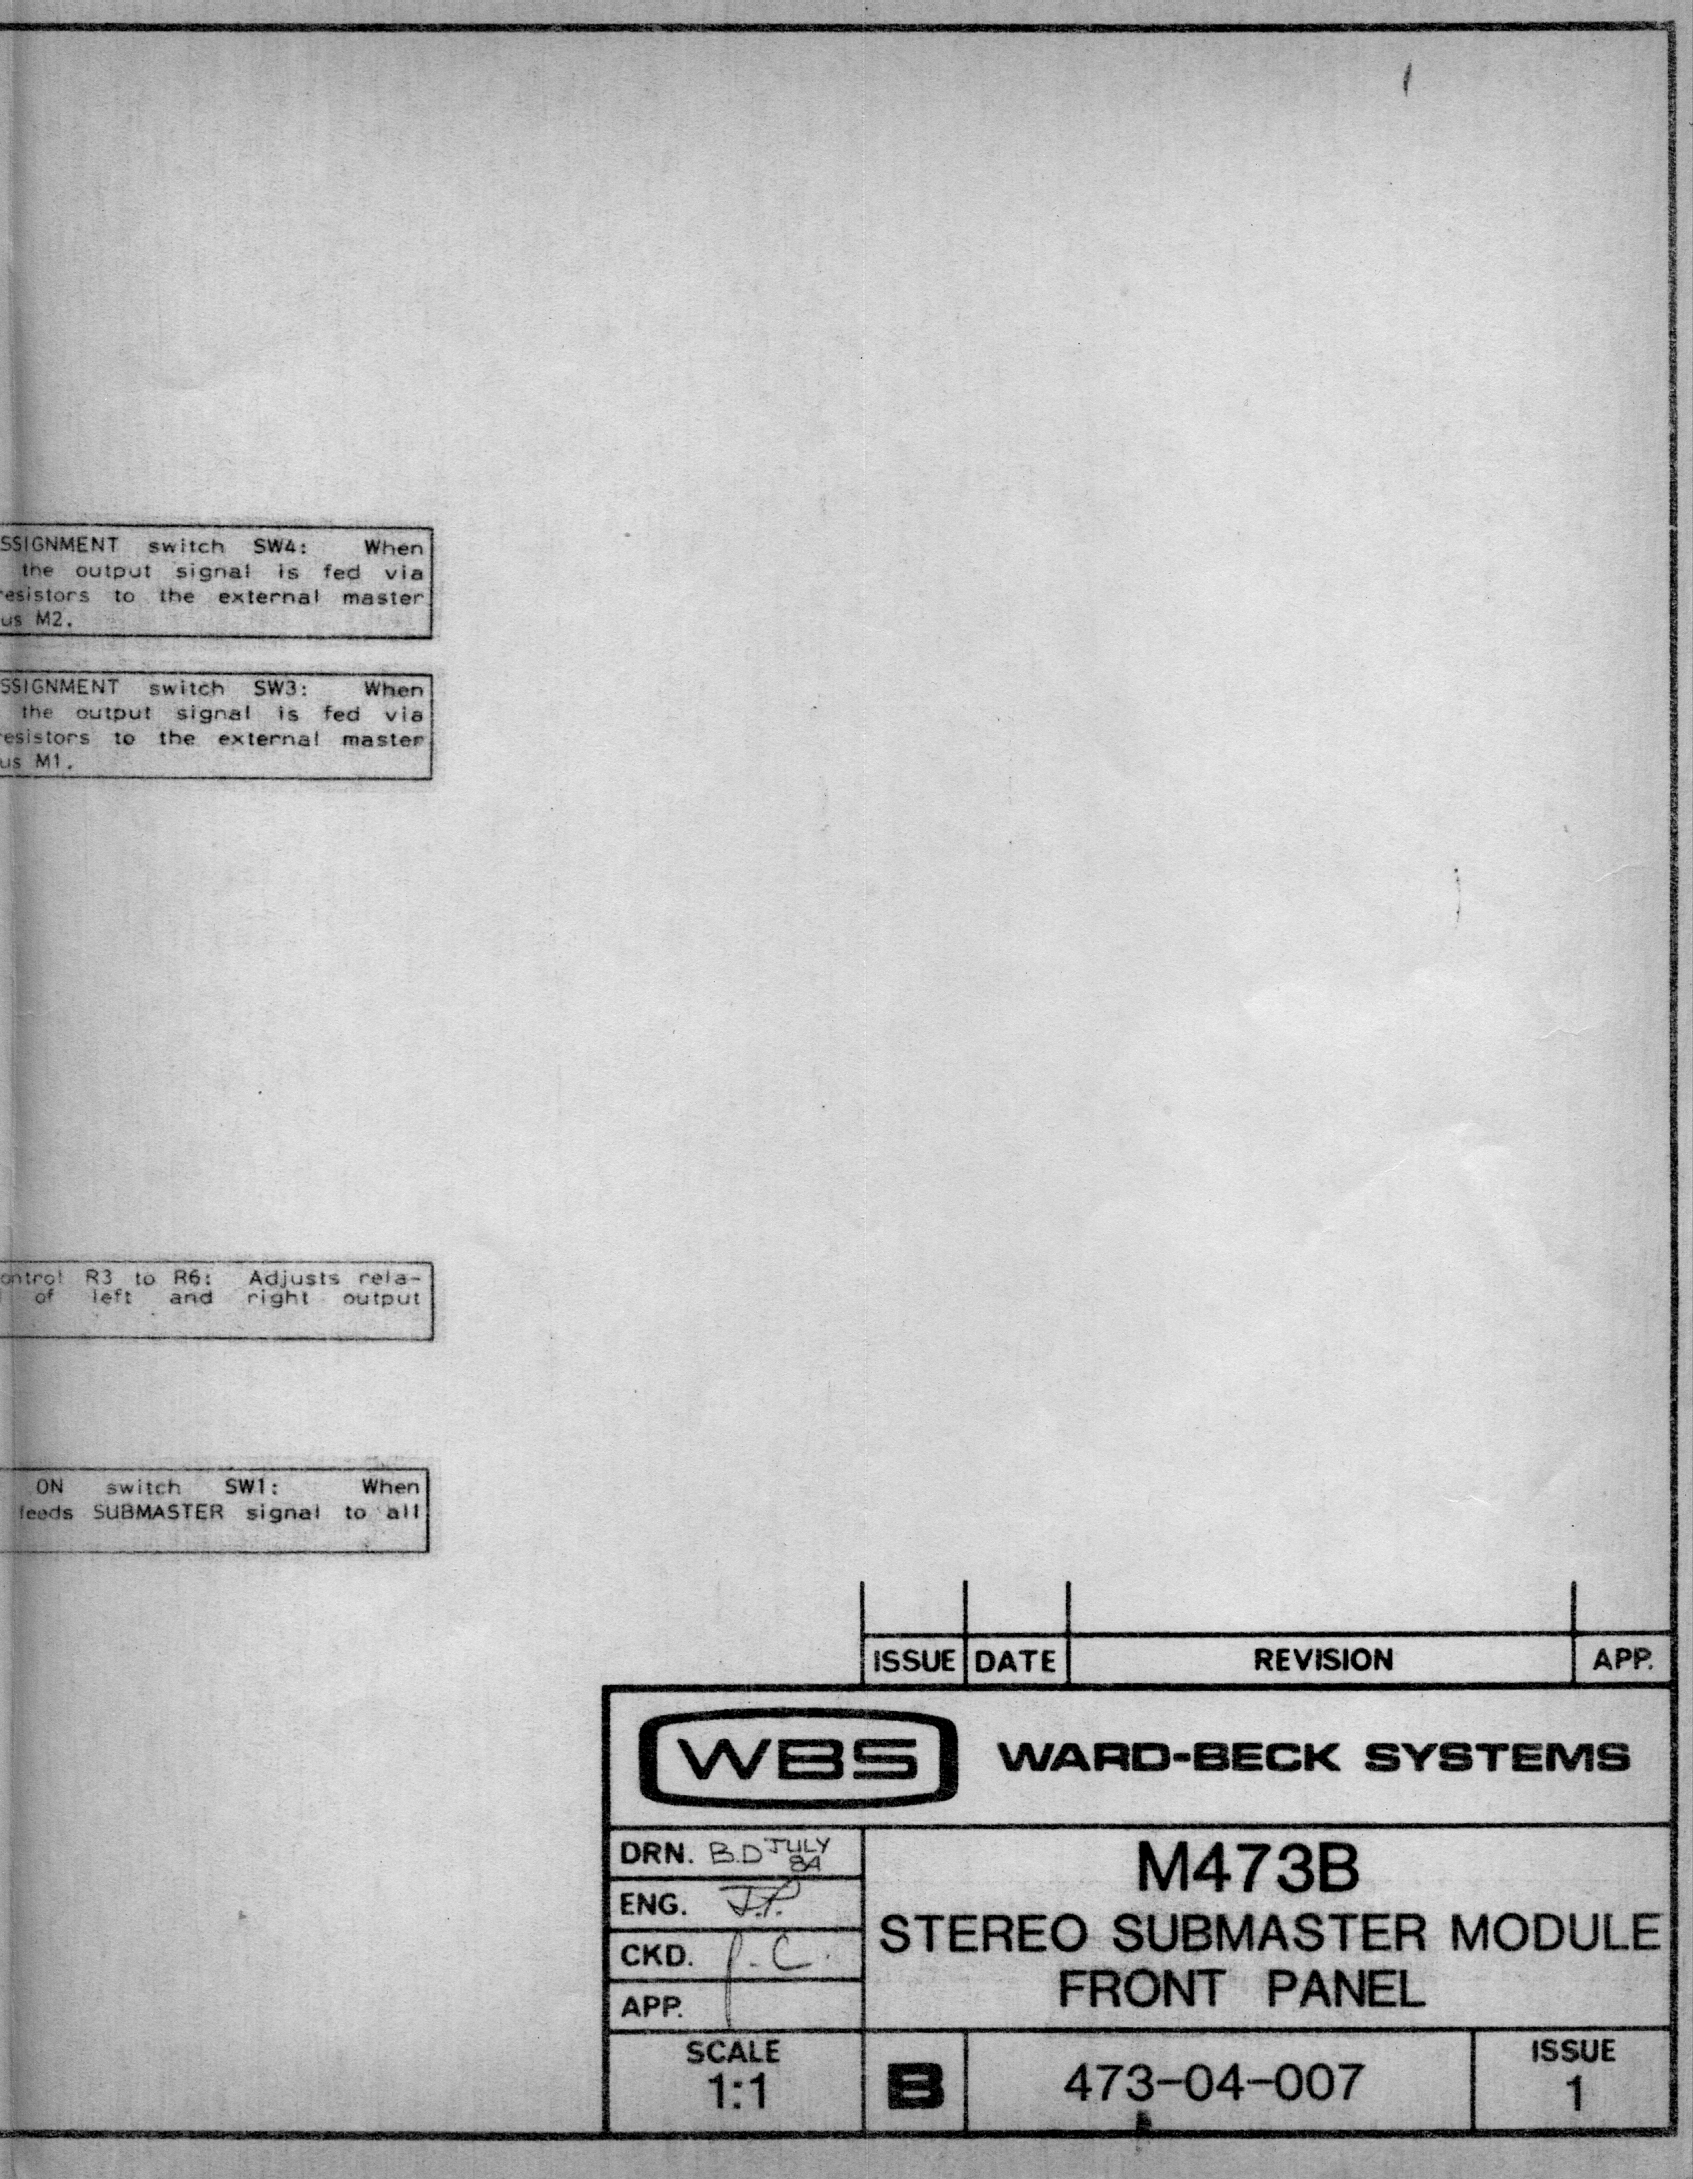 SSIGNMENT switch SW4: When
the output signal is fed via
resistors to the external master
us M2.
SSIGNMENT switch SW3: When
the output signal is fed via
esistors to the external master
us M1.
ontrol R3 to R6: Adjusts rela-
of left and right output
ON switch SW1: When
feeds SUBMASTER signal to all
ISSUE DATE REVISION APP.
WBS WARD-BECK SYSTEMS
DRN. B.D JULY 84
ENG. J.P.
CKD. P.C.
APP.
M473B
STEREO SUBMASTER MODULE
FRONT PANEL
SCALE
1:1
B
473-04-007
ISSUE
1